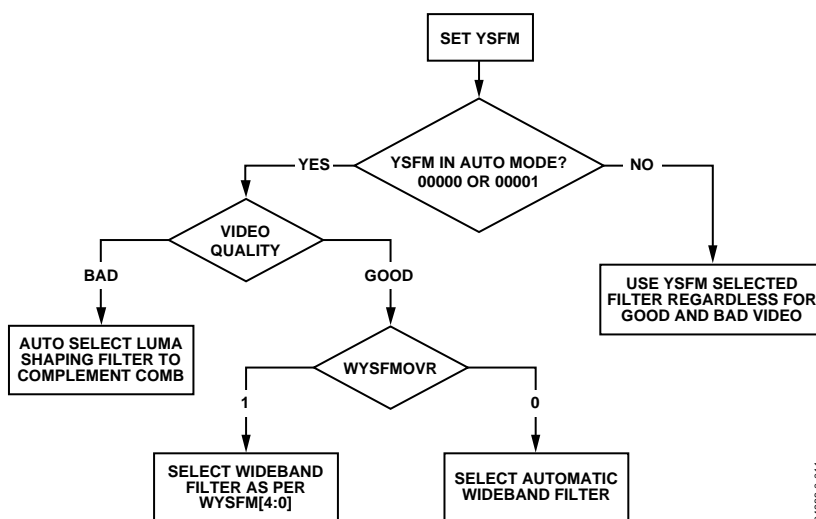 SET YSFM
YSFM IN AUTO MODE?
00000 OR 00001
YES
NO
VIDEO
QUALITY
BAD
GOOD
USE YSFM SELECTED
FILTER REGARDLESS FOR
GOOD AND BAD VIDEO
AUTO SELECT LUMA
SHAPING FILTER TO
COMPLEMENT COMB
WYSFMOVR
1
0
SELECT WIDEBAND
FILTER AS PER
WYSFM[4:0]
SELECT AUTOMATIC
WIDEBAND FILTER